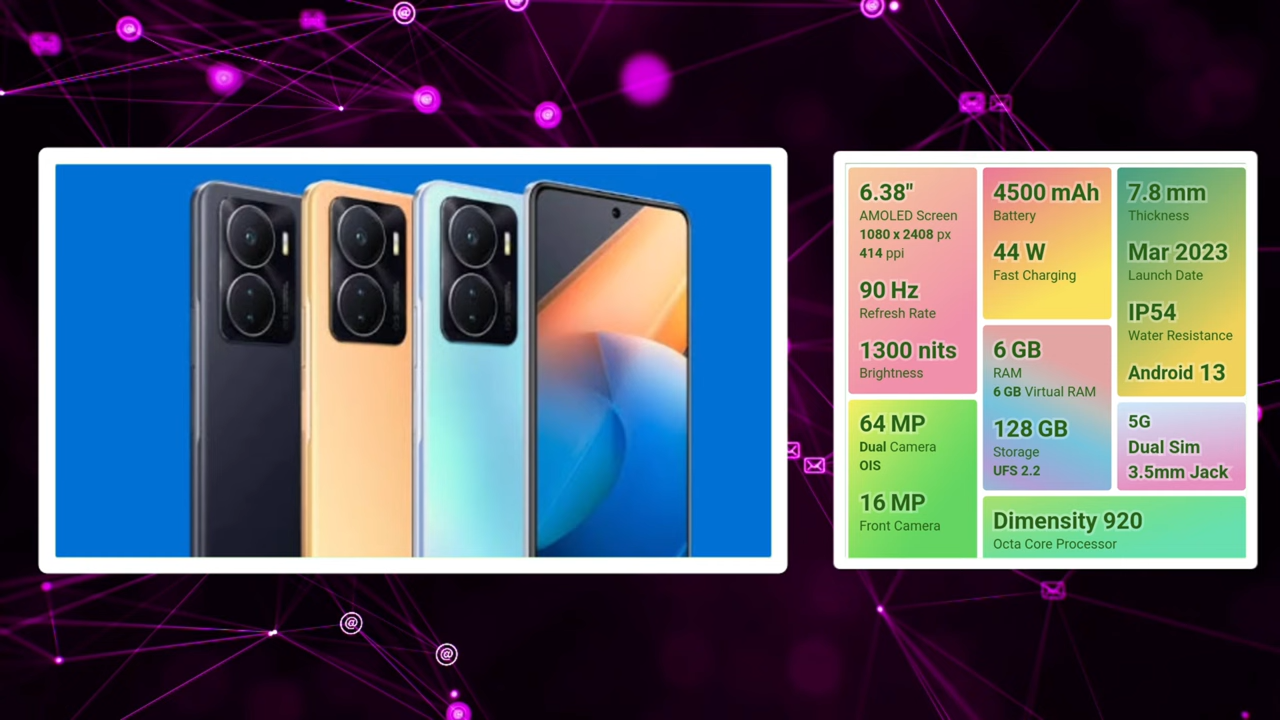 6.38"
AMOLED Screen
1080 x 2408 px
414 ppi
90 Hz
Refresh Rate
1300 nits
Brightness
64 MP
Dual Camera
OIS
16 MP
Front Camera
4500 mAh
Battery
44 W
Fast Charging
6 GB
RAM
6 GB Virtual RAM
128 GB
Storage
UFS 2.2
7.8 mm
Thickness
Mar 2023
Launch Date
IP54
Water Resistance
Android 13
5G
Dual Sim
3.5mm Jack
Dimensity 920
Octa Core Processor